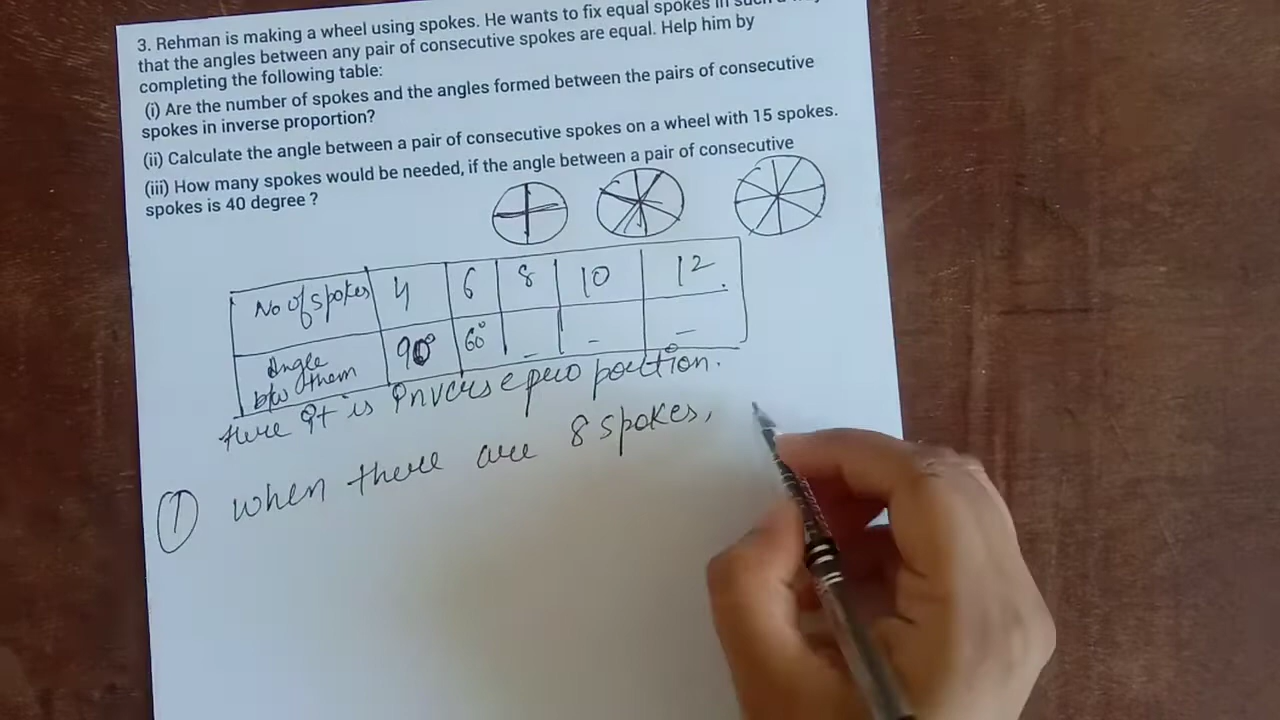 3. Rehman is making a wheel using spokes. He wants to fix equal spokes in such a
that the angles between any pair of consecutive spokes are equal. Help him by
completing the following table:
(i) Are the number of spokes and the angles formed between the pairs of consecutive
spokes in inverse proportion?
(ii) Calculate the angle between a pair of consecutive spokes on a wheel with 15 spokes.
(iii) How many spokes would be needed, if the angle between a pair of consecutive
spokes is 40 degree ?
No of spokes 4 6 8 10 12.
Angle b/w them 90° 60° _ - -
Here it is inverse proportion.
① when there are 8 spokes,